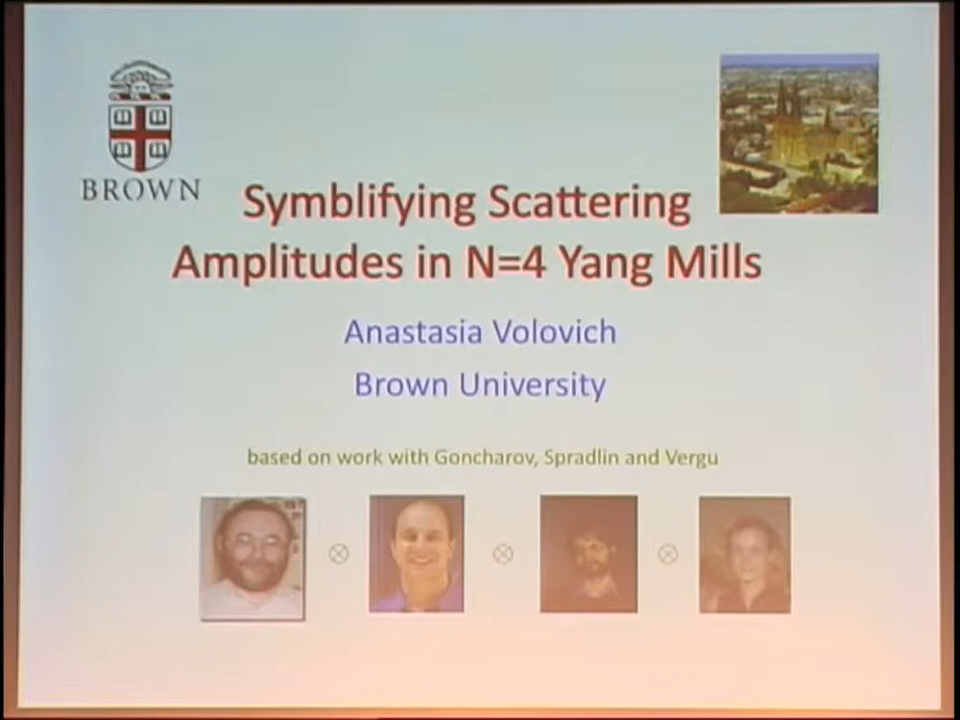 BROWN
Symblifying Scattering
Amplitudes in N=4 Yang Mills
Anastasia Volovich
Brown University
based on work with Goncharov, Spradlin and Vergu
⊗ ⊗ ⊗